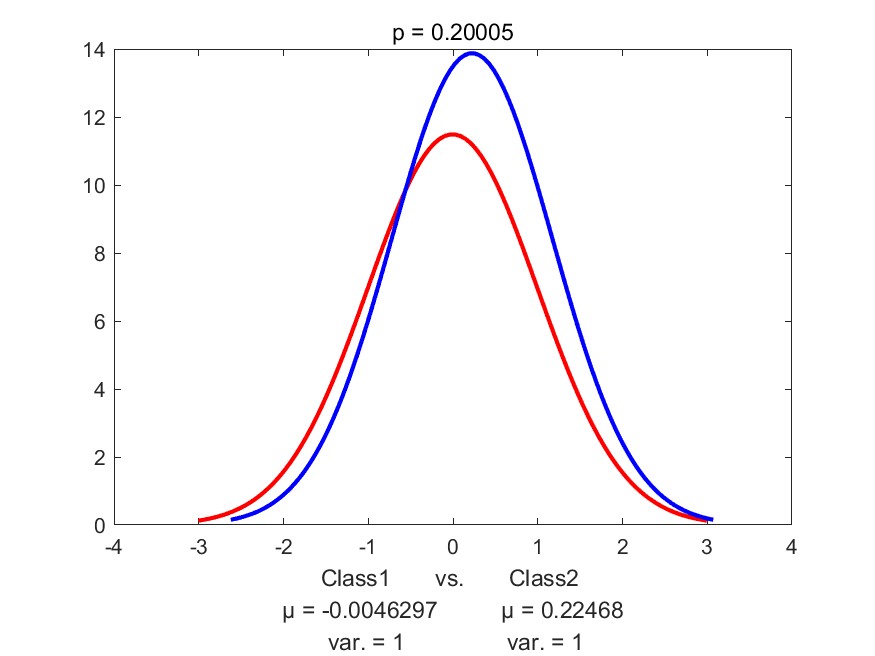 p = 0.20005
14
12
10
8
6
4
2
0
-4 -3 -2 -1 0 1 2 3 4
Class1 vs. Class2
μ = -0.0046297 μ = 0.22468
var. = 1 var. = 1